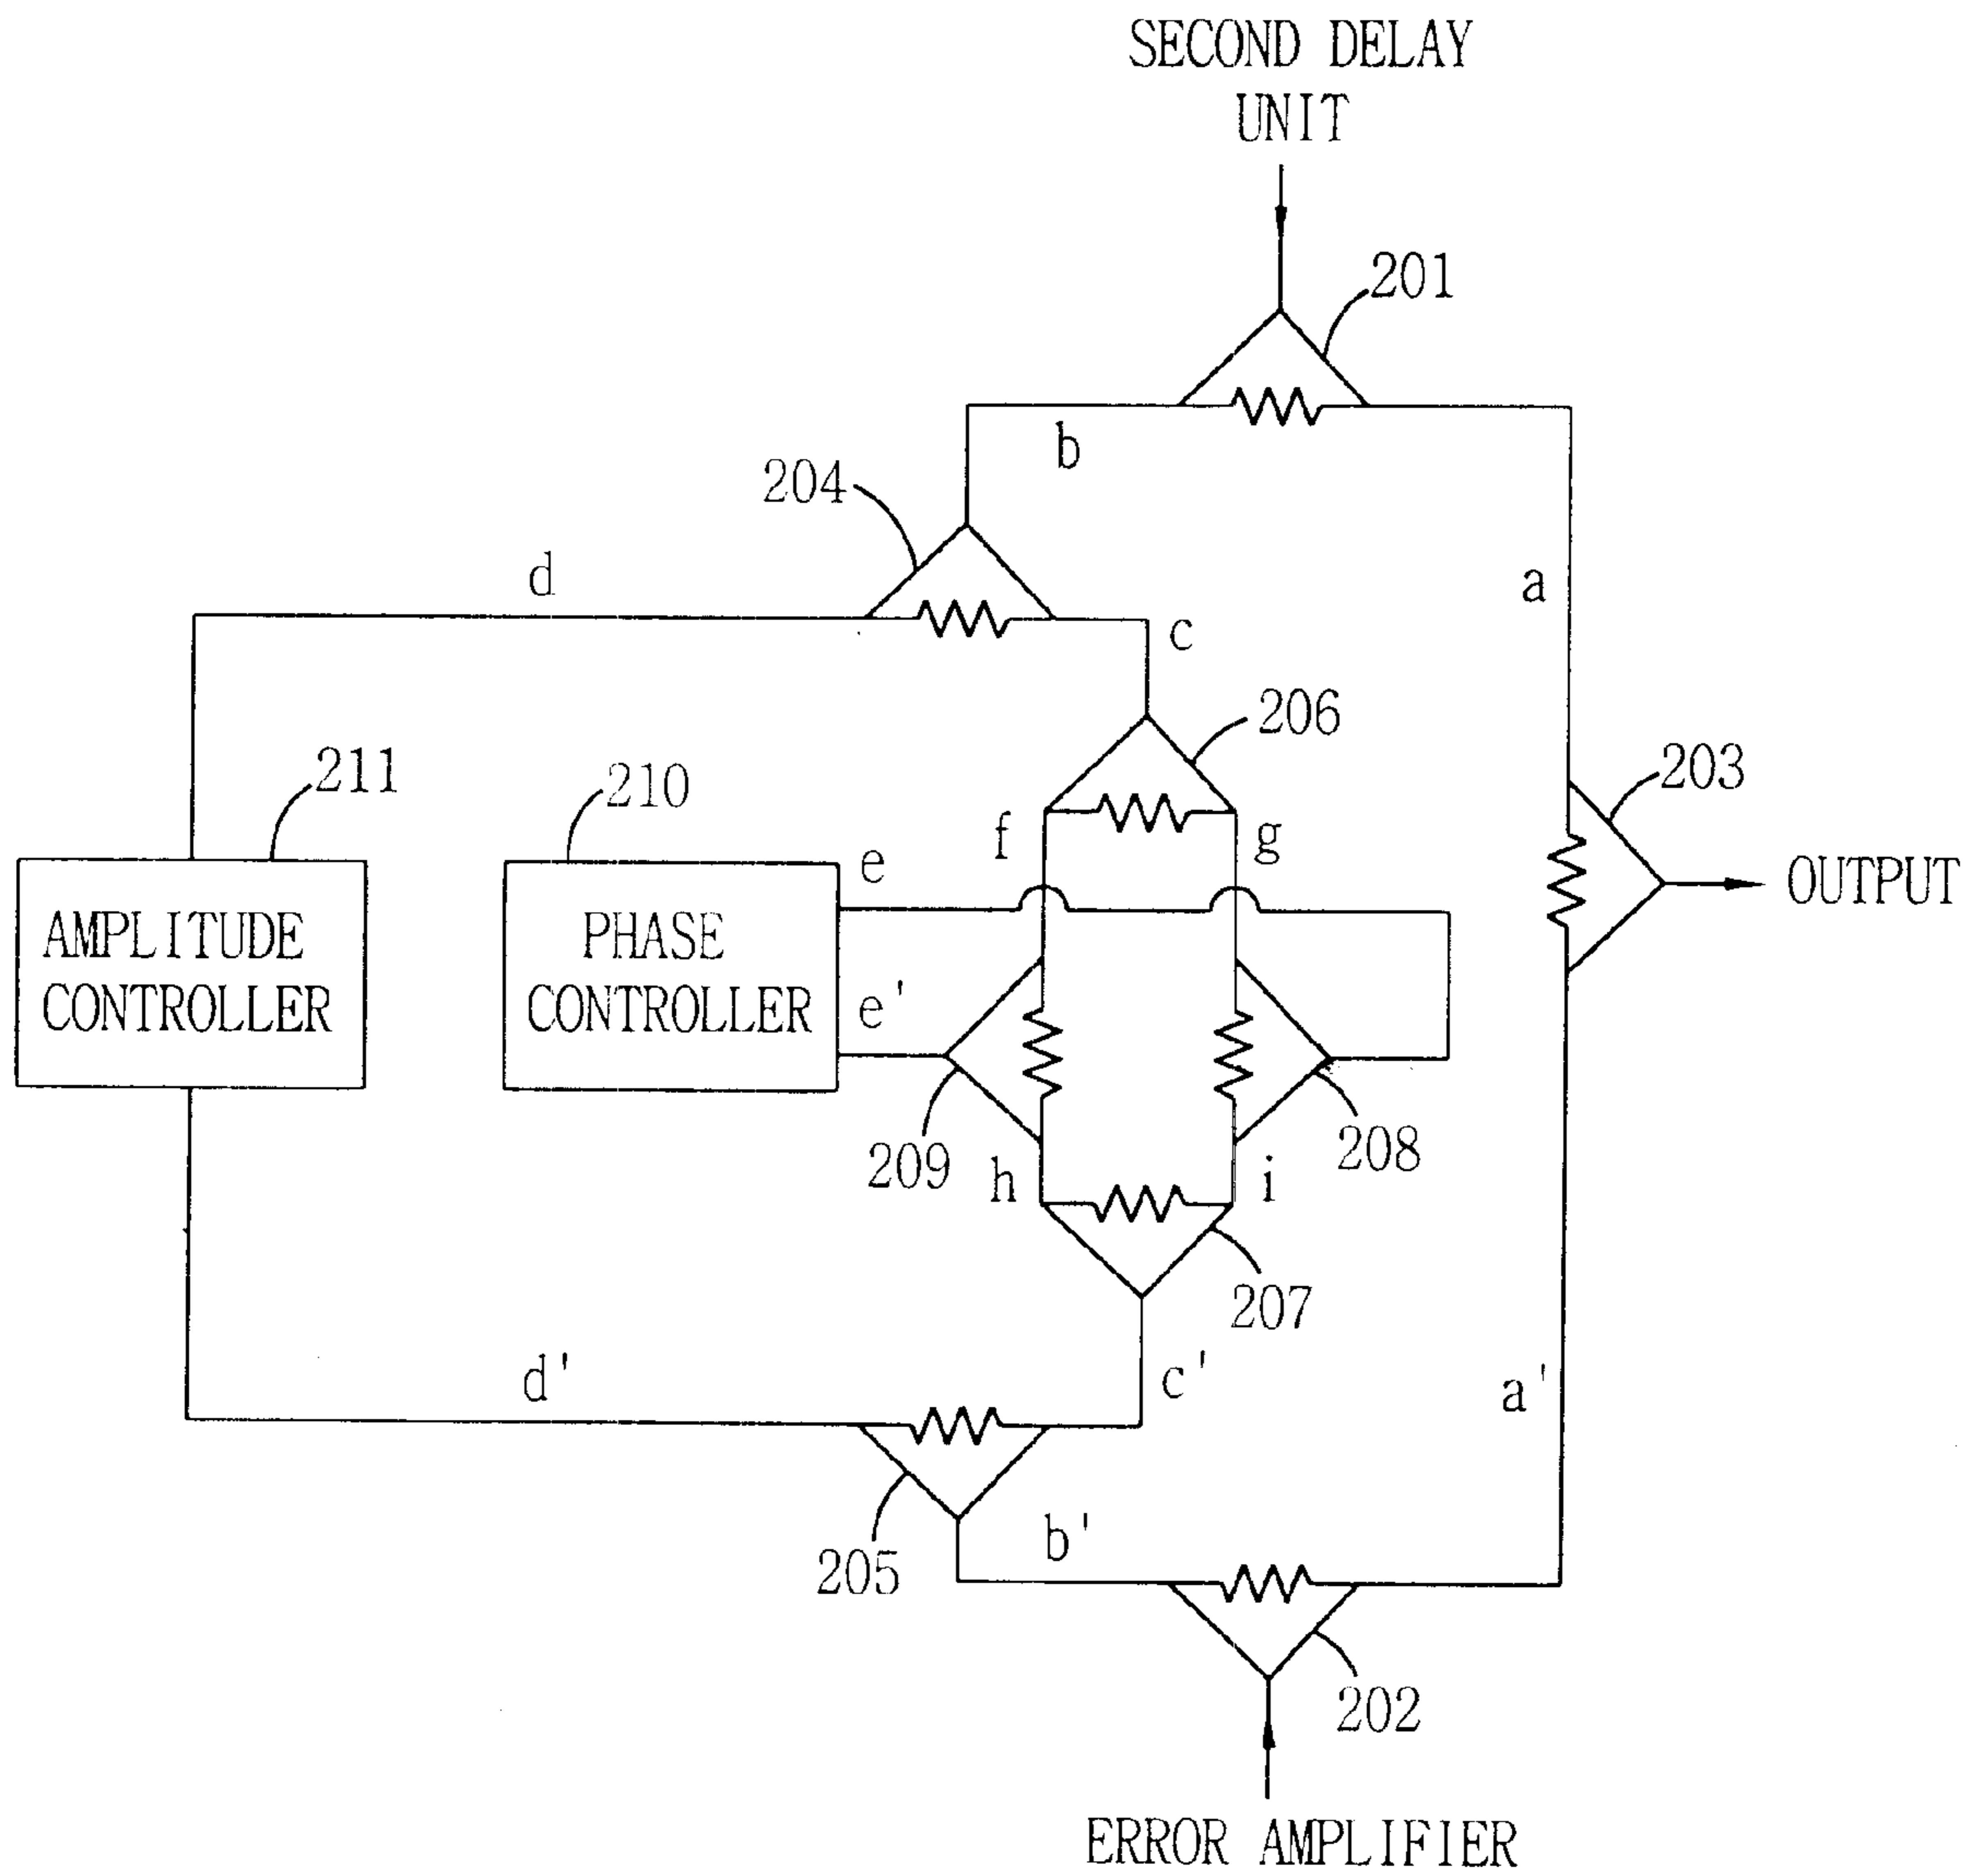 SECOND DELAY
UNIT
201
b
204
a
d
c
206
203
211
210
f
g
e
OUTPUT
AMPLITUDE
CONTROLLER
PHASE
CONTROLLER
e'
209
208
h
i
207
d'
c'
a'
b'
205
202
ERROR AMPLIFIER